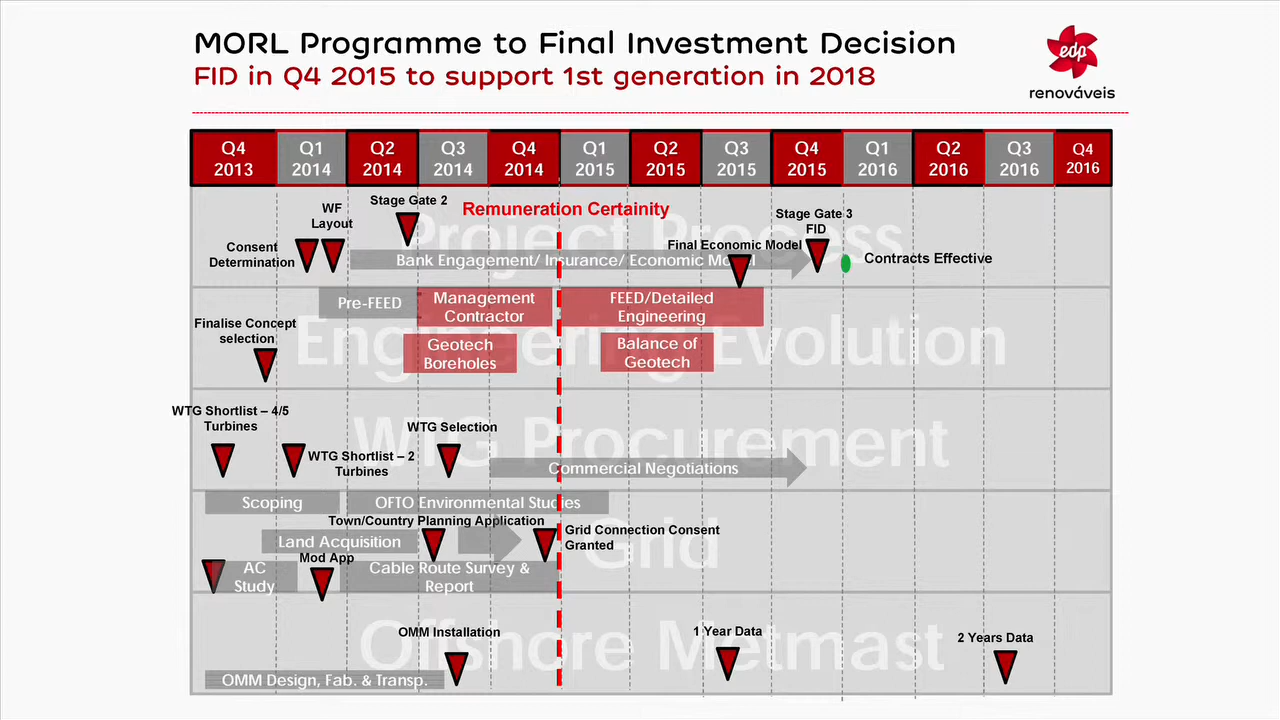 MORL Programme to Final Investment Decision
FID in Q4 2015 to support 1st generation in 2018
edp
renováveis
Q4 2013
Q1 2014
Q2 2014
Q3 2014
Q4 2014
Q1 2015
Q2 2015
Q3 2015
Q4 2015
Q1 2016
Q2 2016
Q3 2016
Q4 2016
Project Process
Consent
Determination
WF
Layout
Stage Gate 2
Remuneration Certainity
Bank Engagement/ Insurance/ Economic Model
Final Economic Model
Stage Gate 3
FID
Contracts Effective
Engineering Evolution
Finalise Concept
selection
Pre-FEED
Management
Contractor
FEED/Detailed
Engineering
Geotech
Boreholes
Balance of
Geotech
WTG Procurement
WTG Shortlist – 4/5
Turbines
WTG Shortlist – 2
Turbines
WTG Selection
Commercial Negotiations
Grid
Scoping
OFTO Environmental Studies
Town/Country Planning Application
Land Acquisition
Grid Connection Consent
Granted
Mod App
AC
Study
Cable Route Survey &
Report
Offshore Metmast
OMM Installation
1 Year Data
2 Years Data
OMM Design, Fab. & Transp.